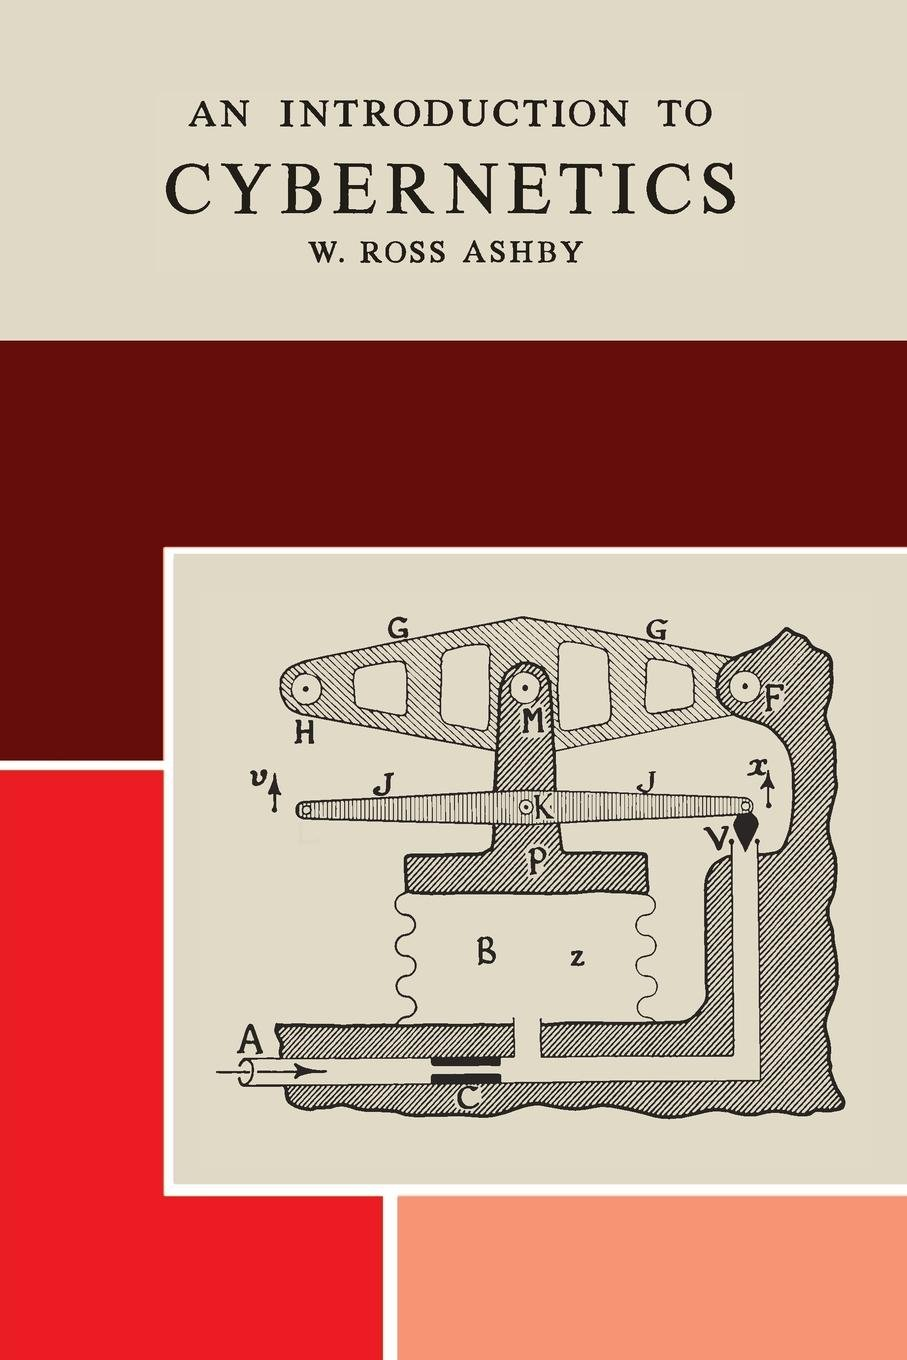 AN INTRODUCTION TO
CYBERNETICS
W. ROSS ASHBY
G G
H M F
v J J x
K V
P
B z
A
C